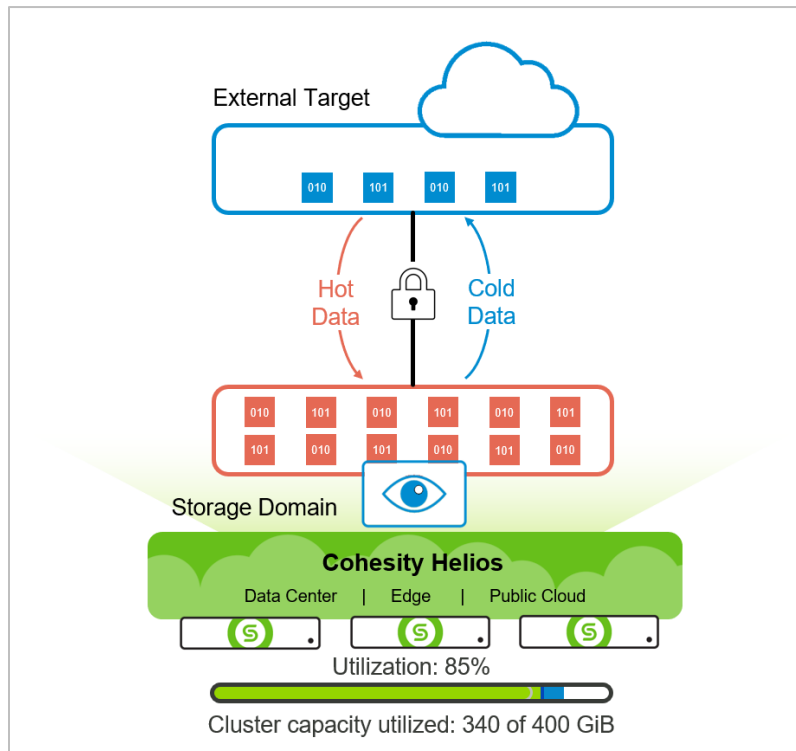 External Target
010 101 010 101
Hot Cold
Data Data
010 101 010 101 010 101
101 010 101 010 101 010
Storage Domain
Cohesity Helios
Data Center | Edge | Public Cloud
Utilization: 85%
Cluster capacity utilized: 340 of 400 GiB